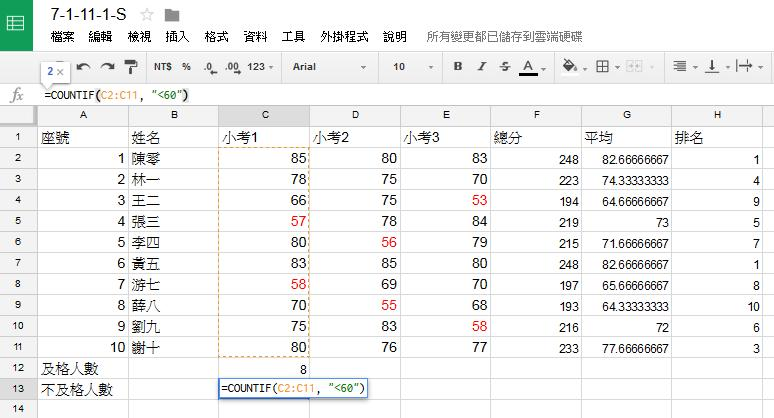 7-1-11-1-S
檔案 編輯 檢視 插入 格式 資料 工具 外掛程式 說明 所有變更都已儲存到雲端硬碟
2 × NT$ % .0 .00 123 Arial 10 B I S A
fx =COUNTIF(C2:C11, "<60")
A B C D E F G H
1 座號 姓名 小考1 小考2 小考3 總分 平均 排名
2 1 陳零 85 80 83 248 82.66666667 1
3 2 林一 78 75 70 223 74.33333333 4
4 3 王二 66 75 53 194 64.66666667 9
5 4 張三 57 78 84 219 73 5
6 5 李四 80 56 79 215 71.66666667 7
7 6 黃五 83 85 80 248 82.66666667 1
8 7 游七 58 69 70 197 65.66666667 8
9 8 薛八 70 55 68 193 64.33333333 10
10 9 劉九 75 83 58 216 72 6
11 10 謝十 80 76 77 233 77.66666667 3
12 及格人數 8
13 不及格人數 =COUNTIF(C2:C11, "<60")
14